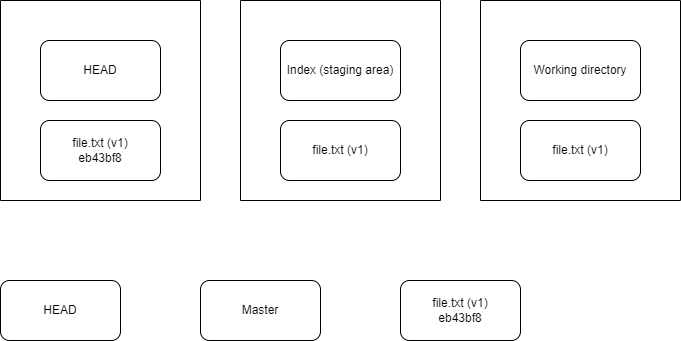 HEAD
Index (staging area)
Working directory
file.txt (v1)
eb43bf8
file.txt (v1)
file.txt (v1)
HEAD
Master
file.txt (v1)
eb43bf8